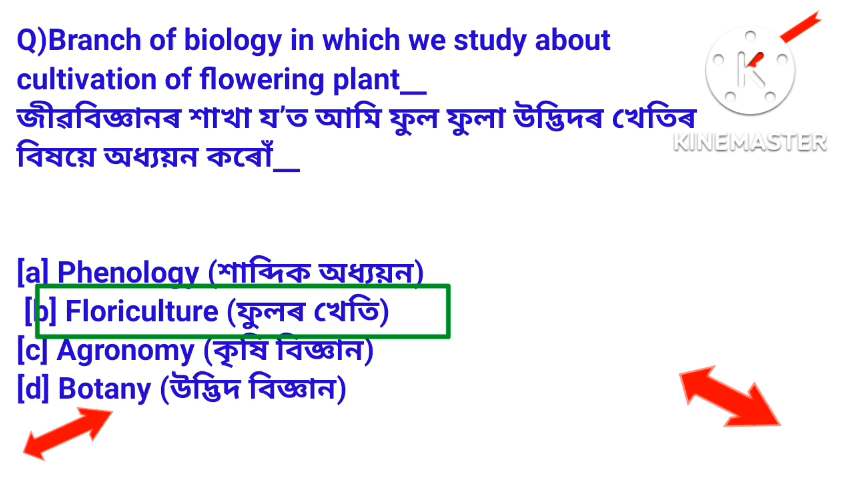 Q)Branch of biology in which we study about
cultivation of flowering plant__
জীৱবিজ্ঞানৰ শাখা য’ত আমি ফুল ফুলা উদ্ভিদৰ খেতিৰ
বিষয়ে অধ্যয়ন কৰোঁ__
KINEMASTER
[a] Phenology (শাব্দিক অধ্যয়ন)
[b] Floriculture (ফুলৰ খেতি)
[c] Agronomy (কৃষি বিজ্ঞান)
[d] Botany (উদ্ভিদ বিজ্ঞান)